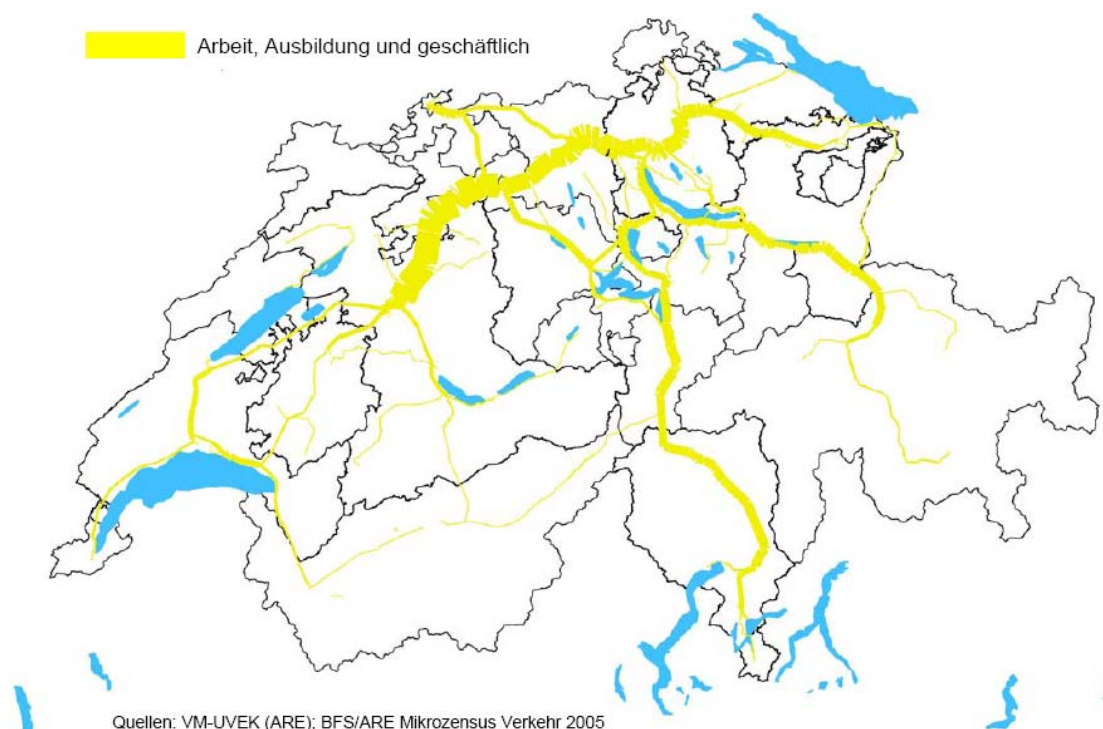 Arbeit, Ausbildung und geschäftlich
Quellen: VM-UVEK (ARE); BFS/ARE Mikrozensus Verkehr 2005